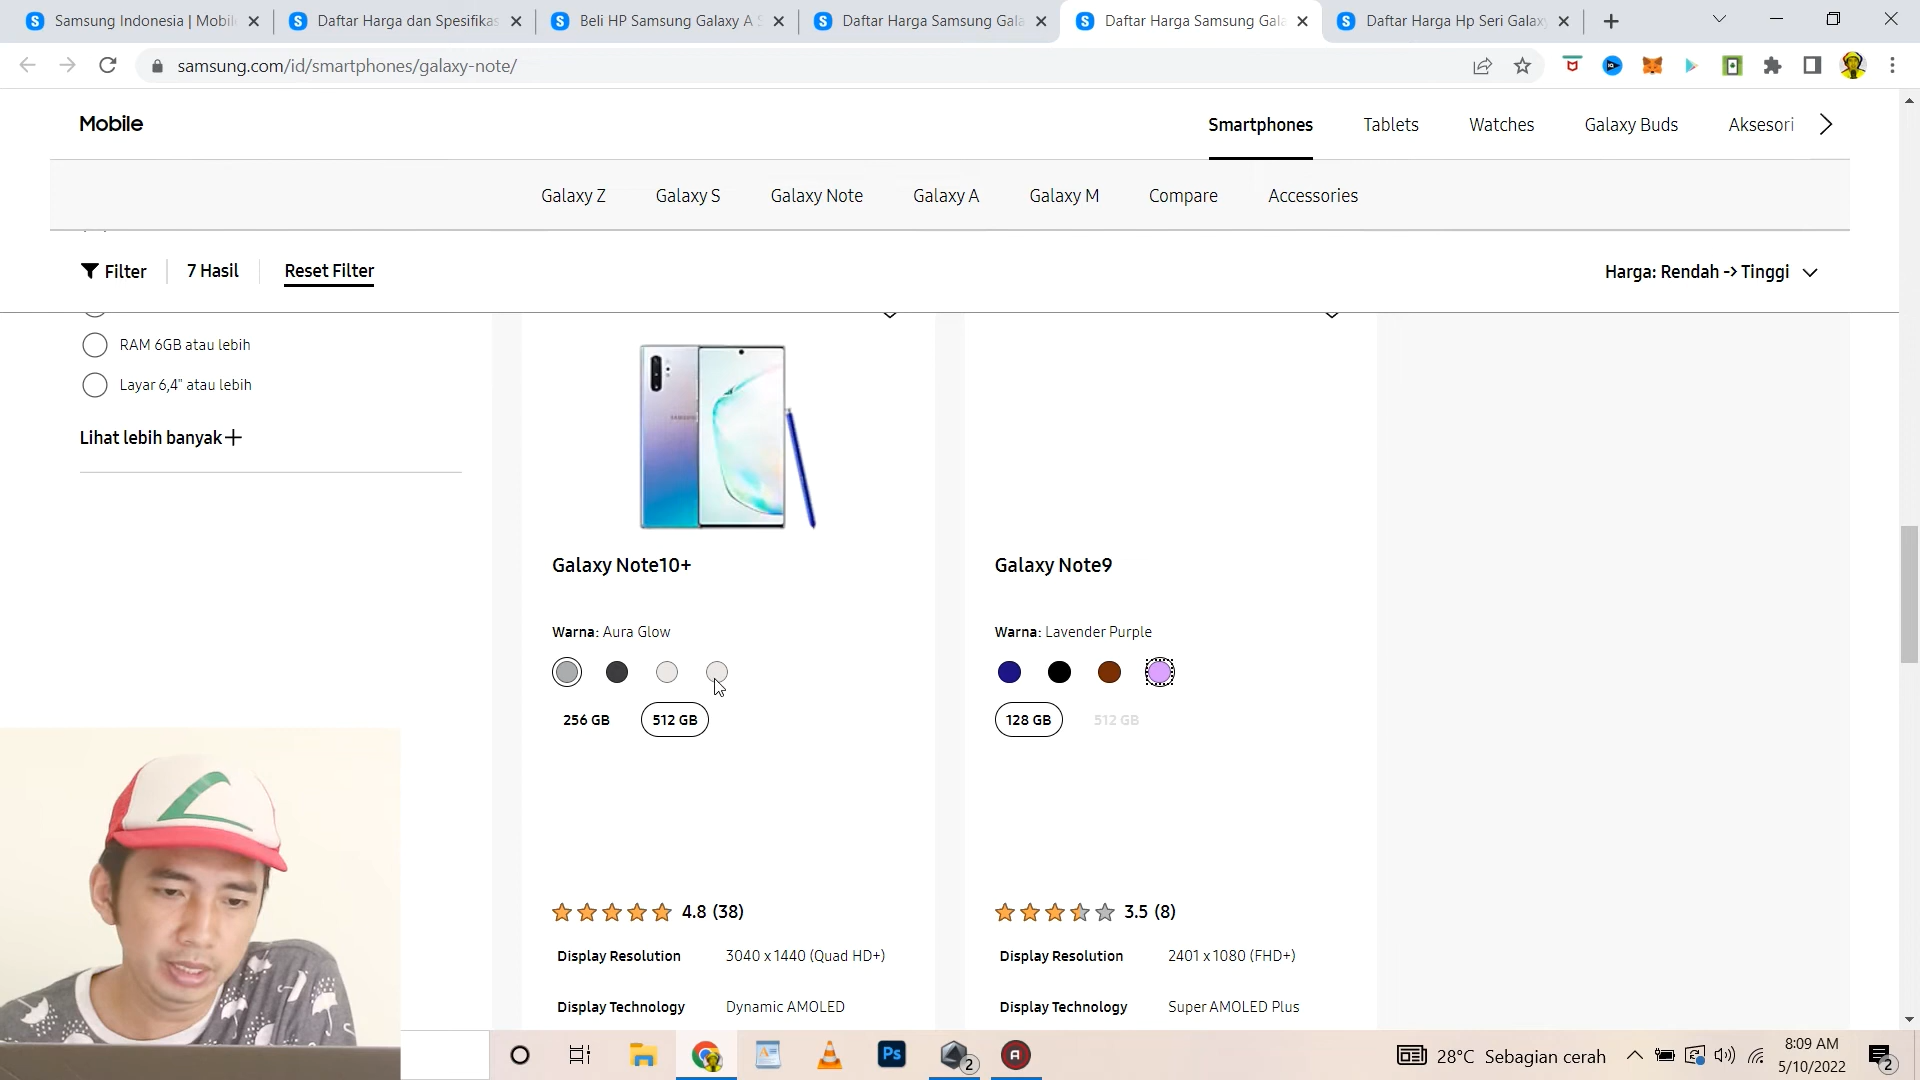 Samsung Indonesia | Mobil
Daftar Harga dan Spesifikas
Beli HP Samsung Galaxy A S
Daftar Harga Samsung Gala
Daftar Harga Samsung Gala
Daftar Harga Hp Seri Galaxy
samsung.com/id/smartphones/galaxy-note/
Mobile
Smartphones
Tablets
Watches
Galaxy Buds
Aksesori
Galaxy Z
Galaxy S
Galaxy Note
Galaxy A
Galaxy M
Compare
Accessories
Filter
7 Hasil
Reset Filter
Harga: Rendah -> Tinggi
RAM 6GB atau lebih
Layar 6,4" atau lebih
Lihat lebih banyak
SAMSUNG
Galaxy Note10+
Warna: Aura Glow
256 GB
512 GB
4.8 (38)
Display Resolution
3040 x 1440 (Quad HD+)
Display Technology
Dynamic AMOLED
Galaxy Note9
Warna: Lavender Purple
128 GB
512 GB
3.5 (8)
Display Resolution
2401 x 1080 (FHD+)
Display Technology
Super AMOLED Plus
Ps
2
A
28°C Sebagian cerah
8:09 AM
5/10/2022
2